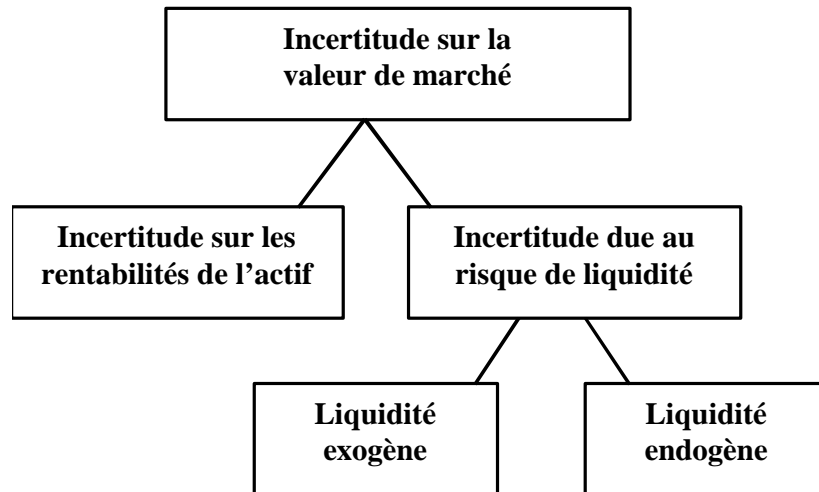 Incertitude sur la
valeur de marché
Incertitude sur les
rentabilités de l’actif
Incertitude due au
risque de liquidité
Liquidité
exogène
Liquidité
endogène